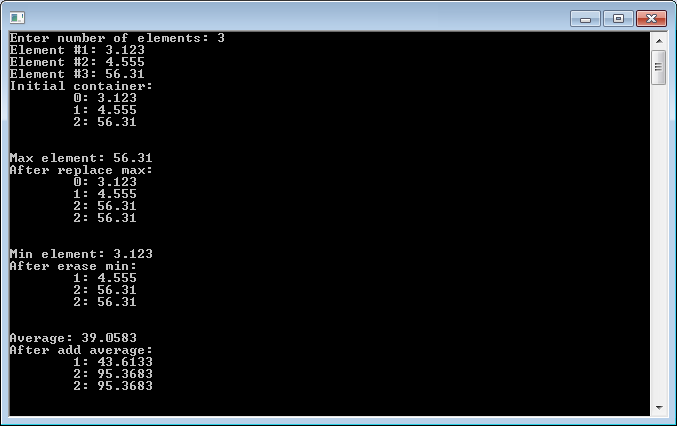 Enter number of elements: 3
Element #1: 3.123
Element #2: 4.555
Element #3: 56.31
Initial container:
0: 3.123
1: 4.555
2: 56.31
Max element: 56.31
After replace max:
0: 3.123
1: 4.555
2: 56.31
2: 56.31
Min element: 3.123
After erase min:
1: 4.555
2: 56.31
2: 56.31
Average: 39.0583
After add average:
1: 43.6133
2: 95.3683
2: 95.3683